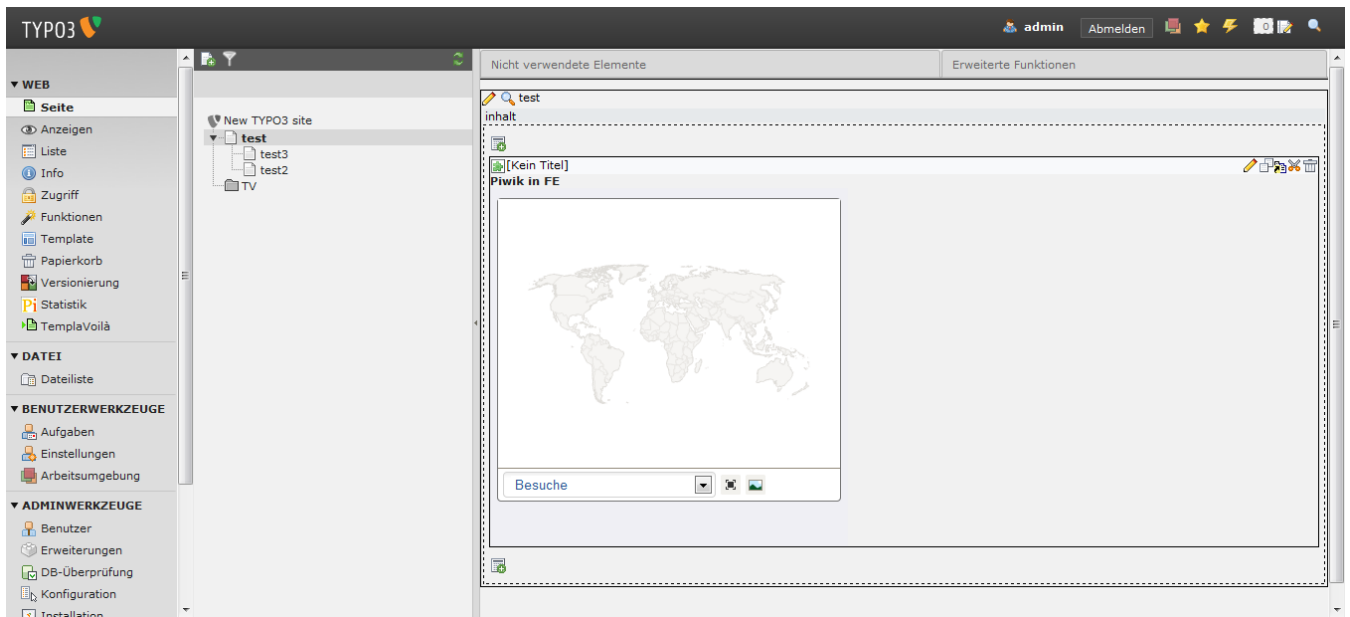 TYPO3
admin
Abmelden
0
WEB
Seite
Anzeigen
Liste
Info
Zugriff
Funktionen
Template
Papierkorb
Versionierung
Pi Statistik
TemplaVoilà
DATEI
Dateiliste
BENUTZERWERKZEUGE
Aufgaben
Einstellungen
Arbeitsumgebung
ADMINWERKZEUGE
Benutzer
Erweiterungen
DB-Überprüfung
Konfiguration
Installation
New TYPO3 site
test
test3
test2
TV
Nicht verwendete Elemente
Erweiterte Funktionen
test
inhalt
[Kein Titel]
Piwik in FE
Besuche